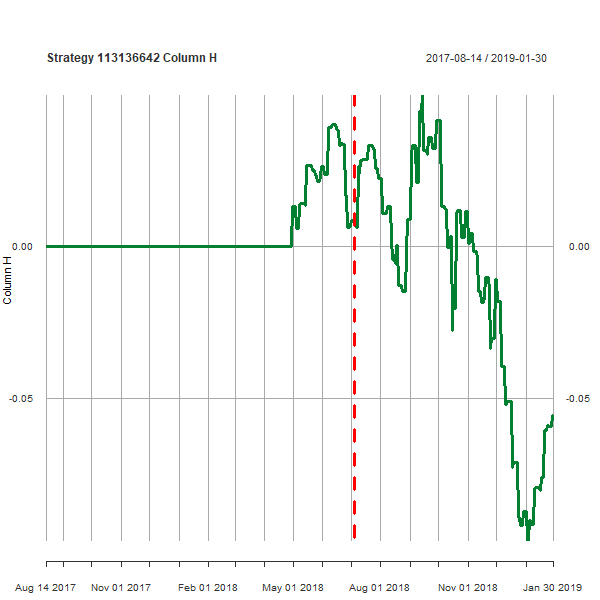 Strategy 113136642 Column H
2017-08-14 / 2019-01-30
0.00
0.00
Column H
-0.05
-0.05
Aug 14 2017
Nov 01 2017
Feb 01 2018
May 01 2018
Aug 01 2018
Nov 01 2018
Jan 30 2019